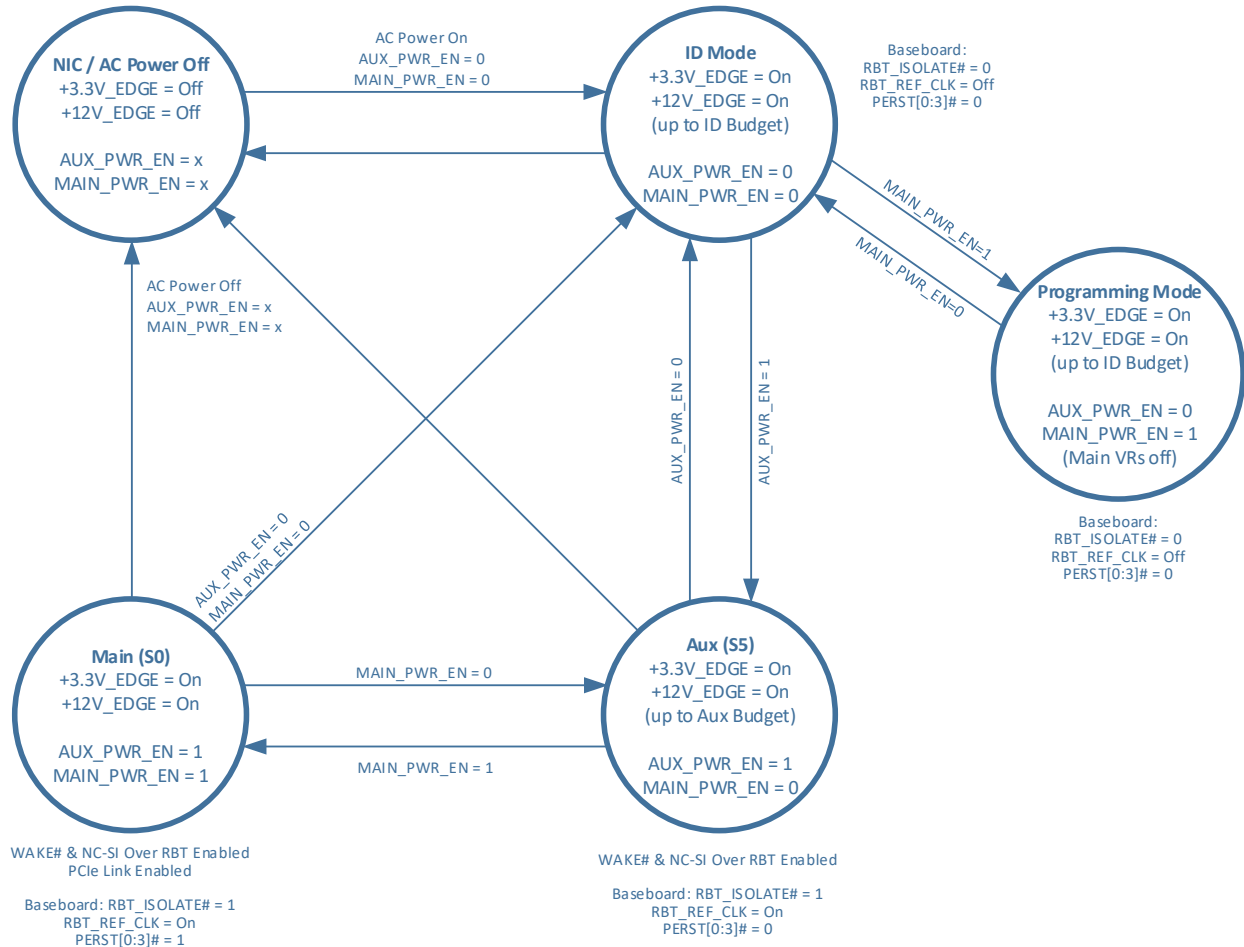 NIC / AC Power Off
+3.3V_EDGE = Off
+12V_EDGE = Off
AUX_PWR_EN = x
MAIN_PWR_EN = x
AC Power On
AUX_PWR_EN = 0
MAIN_PWR_EN = 0
ID Mode
+3.3V_EDGE = On
+12V_EDGE = On
(up to ID Budget)
AUX_PWR_EN = 0
MAIN_PWR_EN = 0
Baseboard:
RBT_ISOLATE# = 0
RBT_REF_CLK = Off
PERST[0:3]# = 0
MAIN_PWR_EN=1
MAIN_PWR_EN=0
Programming Mode
+3.3V_EDGE = On
+12V_EDGE = On
(up to ID Budget)
AUX_PWR_EN = 0
MAIN_PWR_EN = 1
(Main VRs off)
Baseboard:
RBT_ISOLATE# = 0
RBT_REF_CLK = Off
PERST[0:3]# = 0
AC Power Off
AUX_PWR_EN = x
MAIN_PWR_EN = x
AUX_PWR_EN = 0
AUX_PWR_EN = 1
AUX_PWR_EN = 0
MAIN_PWR_EN = 0
Main (S0)
+3.3V_EDGE = On
+12V_EDGE = On
AUX_PWR_EN = 1
MAIN_PWR_EN = 1
MAIN_PWR_EN = 0
MAIN_PWR_EN = 1
Aux (S5)
+3.3V_EDGE = On
+12V_EDGE = On
(up to Aux Budget)
AUX_PWR_EN = 1
MAIN_PWR_EN = 0
WAKE# & NC-SI Over RBT Enabled
PCIe Link Enabled
Baseboard: RBT_ISOLATE# = 1
RBT_REF_CLK = On
PERST[0:3]# = 1
WAKE# & NC-SI Over RBT Enabled
Baseboard: RBT_ISOLATE# = 1
RBT_REF_CLK = On
PERST[0:3]# = 0